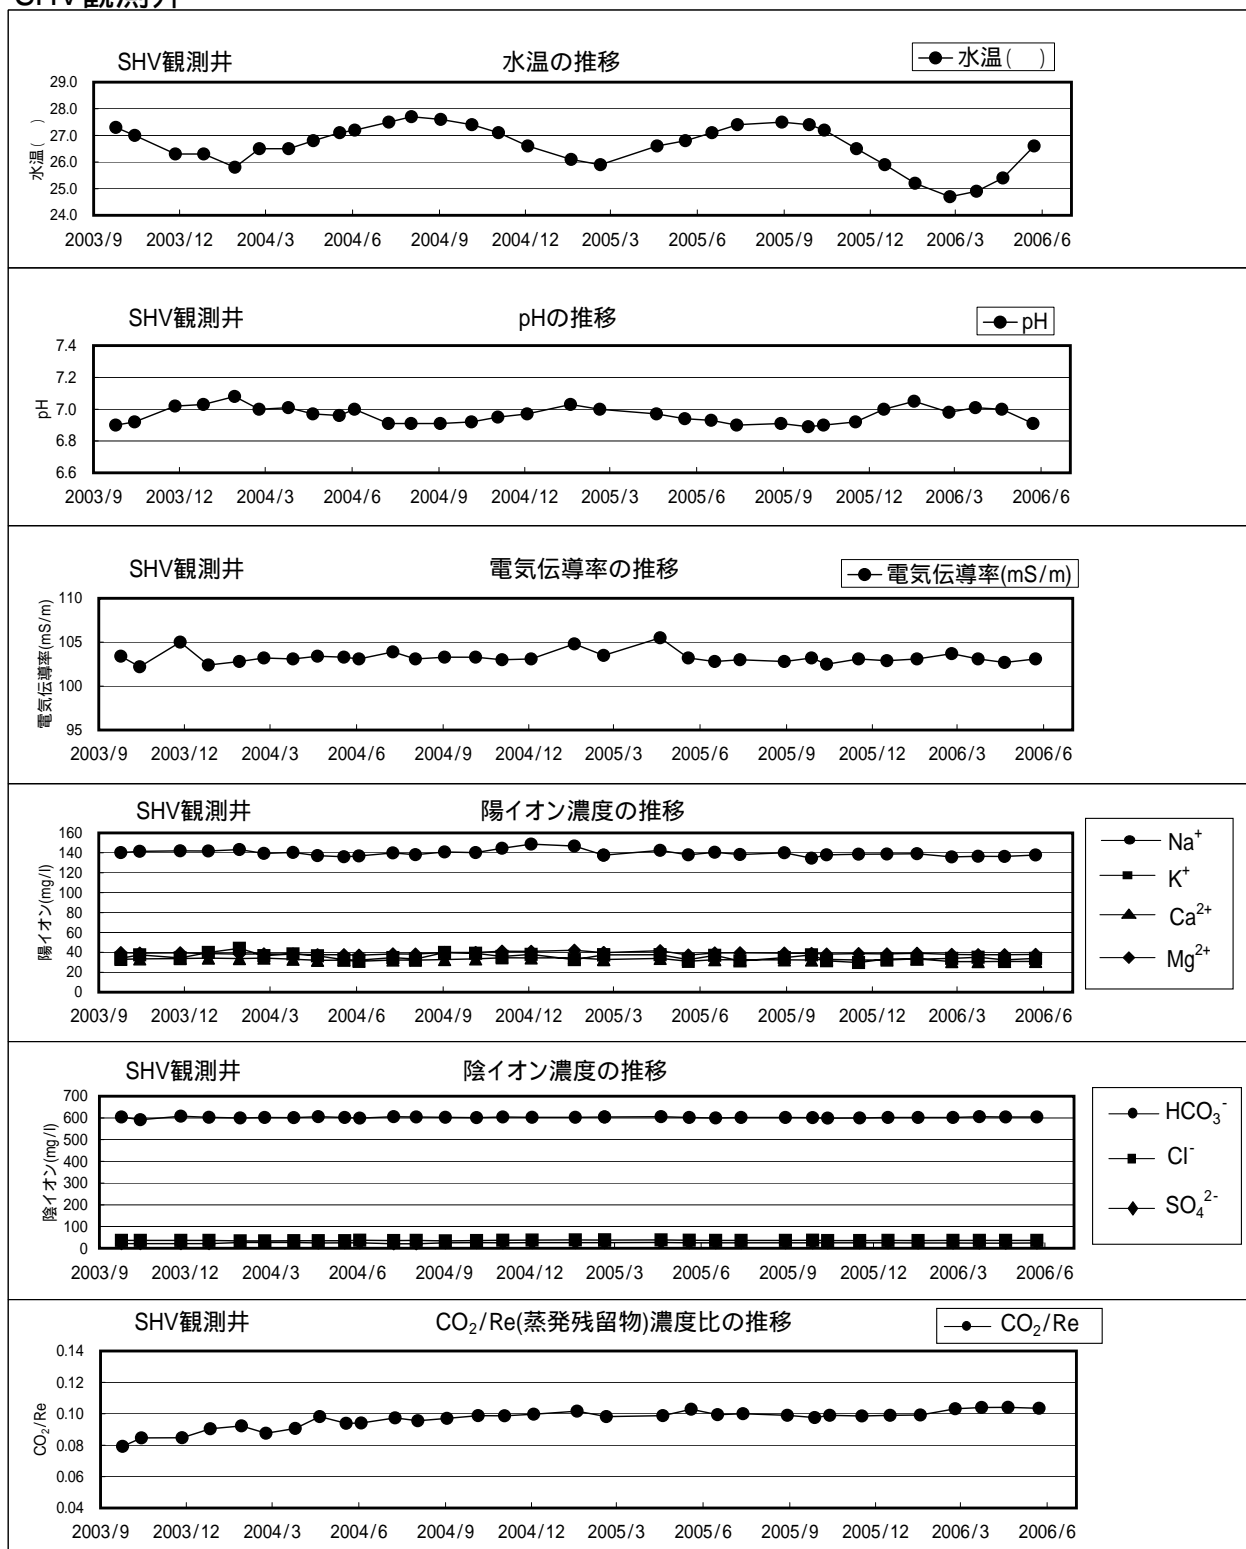 SHV観測井
SHV観測井 水温の推移 水温( )
水温( )
29.0
28.0
27.0
26.0
25.0
24.0
2003/9 2003/12 2004/3 2004/6 2004/9 2004/12 2005/3 2005/6 2005/9 2005/12 2006/3 2006/6
SHV観測井 pHの推移 pH
pH
7.4
7.2
7.0
6.8
6.6
2003/9 2003/12 2004/3 2004/6 2004/9 2004/12 2005/3 2005/6 2005/9 2005/12 2006/3 2006/6
SHV観測井 電気伝導率の推移 電気伝導率(mS/m)
電気伝導率(mS/m)
110
105
100
95
2003/9 2003/12 2004/3 2004/6 2004/9 2004/12 2005/3 2005/6 2005/9 2005/12 2006/3 2006/6
SHV観測井 陽イオン濃度の推移
陽イオン(mg/l)
160
140
120
100
80
60
40
20
0
2003/9 2003/12 2004/3 2004/6 2004/9 2004/12 2005/3 2005/6 2005/9 2005/12 2006/3 2006/6
Na⁺
K⁺
Ca²⁺
Mg²⁺
SHV観測井 陰イオン濃度の推移
陰イオン(mg/l)
700
600
500
400
300
200
100
0
2003/9 2003/12 2004/3 2004/6 2004/9 2004/12 2005/3 2005/6 2005/9 2005/12 2006/3 2006/6
HCO₃⁻
Cl⁻
SO₄²⁻
SHV観測井 CO₂/Re(蒸発残留物)濃度比の推移 CO₂/Re
CO₂/Re
0.14
0.12
0.10
0.08
0.06
0.04
2003/9 2003/12 2004/3 2004/6 2004/9 2004/12 2005/3 2005/6 2005/9 2005/12 2006/3 2006/6